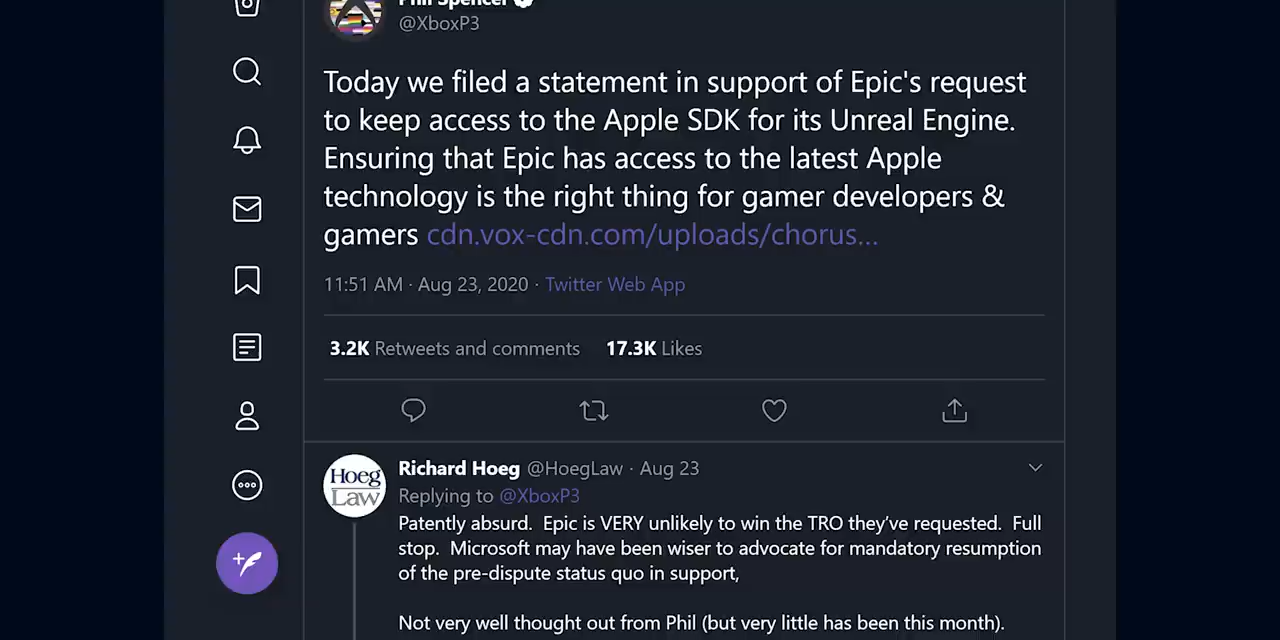 Phil Spencer
@XboxP3
Today we filed a statement in support of Epic's request
to keep access to the Apple SDK for its Unreal Engine.
Ensuring that Epic has access to the latest Apple
technology is the right thing for gamer developers &
gamers cdn.vox-cdn.com/uploads/chorus...
11:51 AM · Aug 23, 2020 · Twitter Web App
3.2K Retweets and comments 17.3K Likes
Hoeg
Law
Richard Hoeg @HoegLaw · Aug 23
Replying to @XboxP3
Patently absurd. Epic is VERY unlikely to win the TRO they've requested. Full
stop. Microsoft may have been wiser to advocate for mandatory resumption
of the pre-dispute status quo in support,
Not very well thought out from Phil (but very little has been this month).